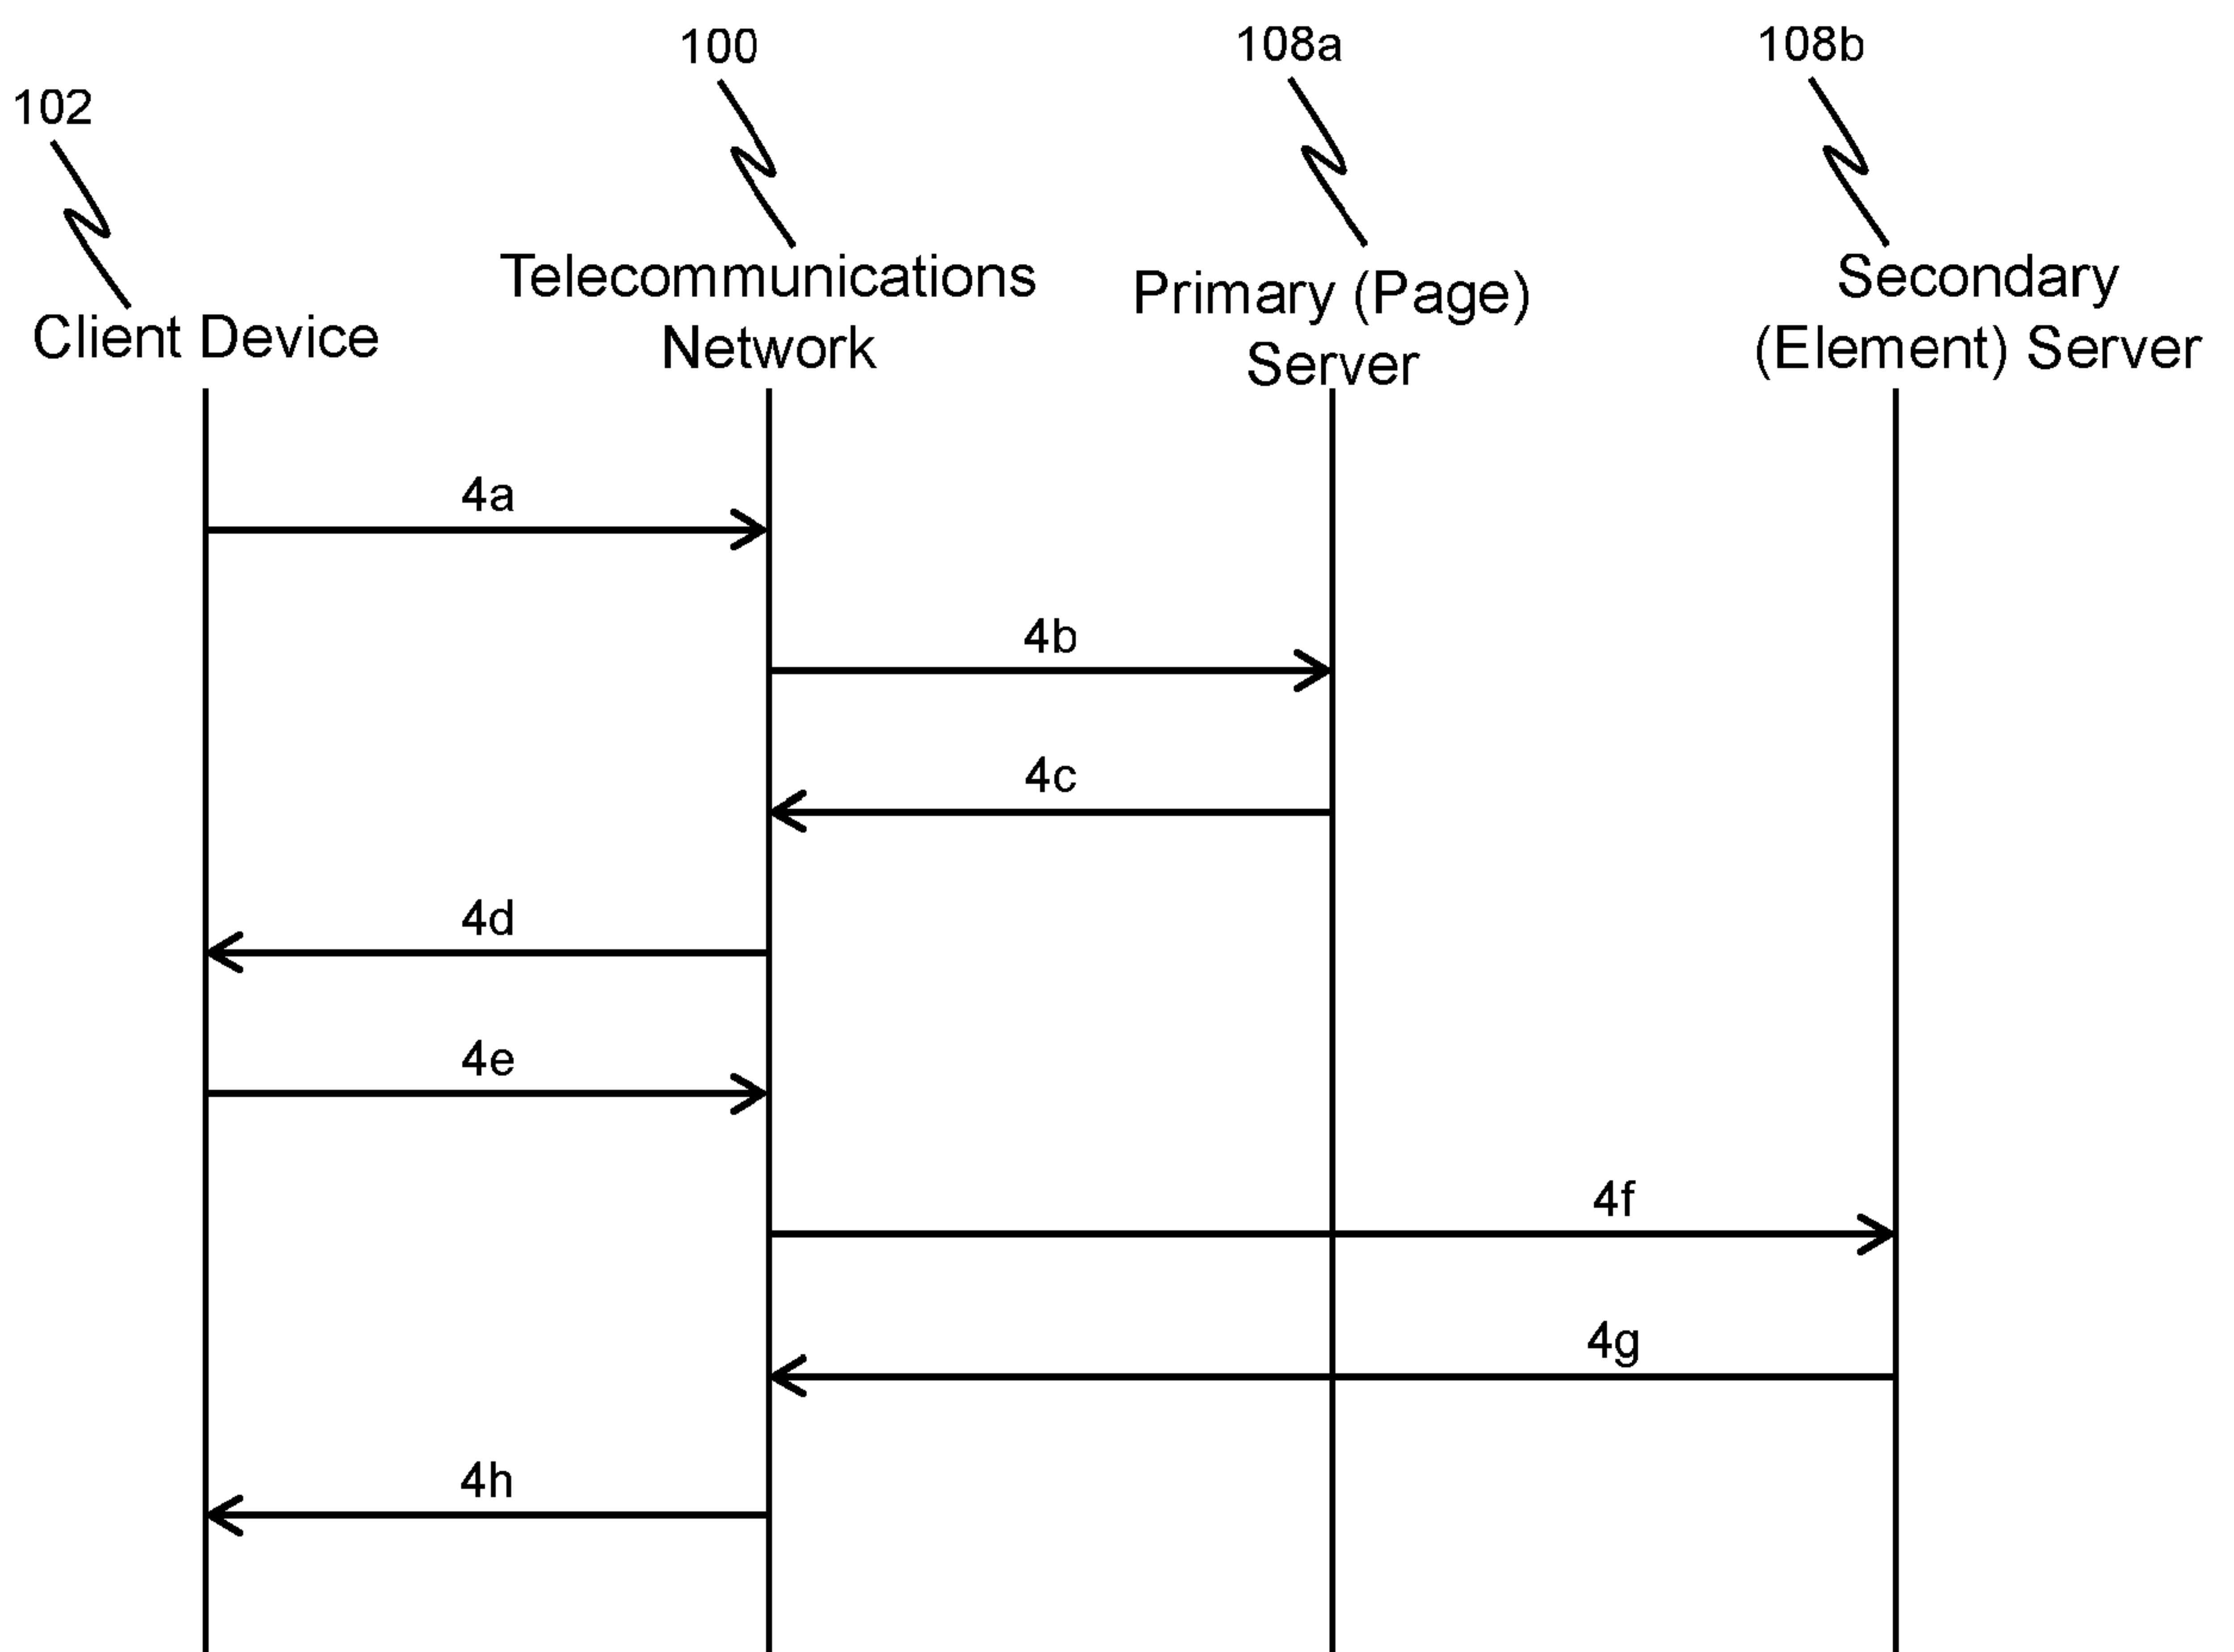 102
100
108a
108b
Client Device
Telecommunications
Network
Primary (Page)
Server
Secondary
(Element) Server
4a
4b
4c
4d
4e
4f
4g
4h